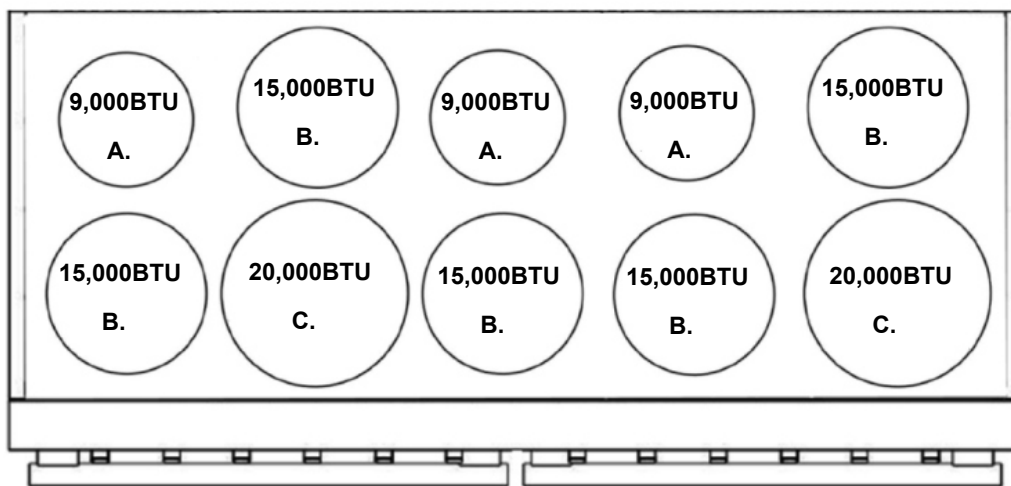 9,000BTU
A.
15,000BTU
B.
9,000BTU
A.
9,000BTU
A.
15,000BTU
B.
15,000BTU
B.
20,000BTU
C.
15,000BTU
B.
15,000BTU
B.
20,000BTU
C.